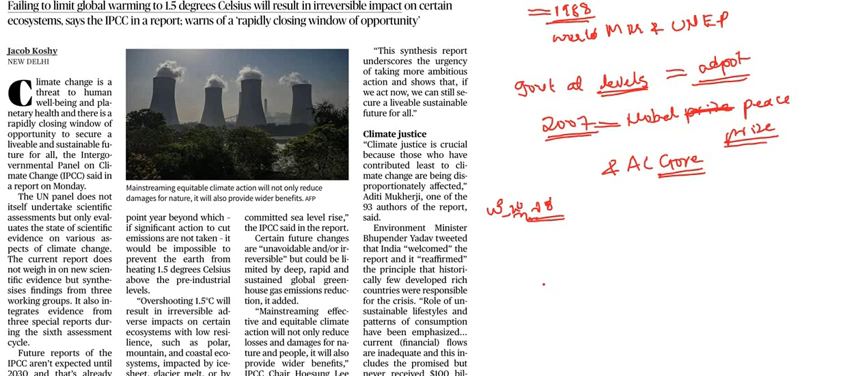 Failing to limit global warming to 1.5 degrees Celsius will result in irreversible impact on certain
ecosystems, says the IPCC in a report; warns of a 'rapidly closing window of opportunity'
Jacob Koshy
NEW DELHI
Climate change is a
threat to human
well-being and pla-
netary health and there is a
rapidly closing window of
opportunity to secure a
liveable and sustainable fu-
ture for all, the Intergo-
vernmental Panel on Cli-
mate Change (IPCC) said in
a report on Monday.
The UN panel does not
itself undertake scientific
assessments but only eval-
uates the state of scientific
evidence on various as-
pects of climate change.
The current report does
not weigh in on new scien-
tific evidence but synthe-
sises findings from three
working groups. It also in-
tegrates evidence from
three special reports dur-
ing the sixth assessment
cycle.
Future reports of the
IPCC aren't expected until
2030 and that's already
Mainstreaming equitable climate action will not only reduce
damages for nature, it will also provide wider benefits. AFP
point year beyond which –
if significant action to cut
emissions are not taken – it
would be impossible to
prevent the earth from
heating 1.5 degrees Celsius
above the pre-industrial
levels.
"Overshooting 1.5°C will
result in irreversible ad-
verse impacts on certain
ecosystems with low resi-
lience, such as polar,
mountain, and coastal eco-
systems, impacted by ice-
sheet, glacier melt, or by
committed sea level rise,"
the IPCC said in the report.
Certain future changes
are "unavoidable and/or ir-
reversible" but could be li-
mited by deep, rapid and
sustained global green-
house gas emissions reduc-
tion, it added.
"Mainstreaming effec-
tive and equitable climate
action will not only reduce
losses and damages for na-
ture and people, it will also
provide wider benefits,"
IPCC Chair Hoesung Lee
"This synthesis report
underscores the urgency
of taking more ambitious
action and shows that, if
we act now, we can still se-
cure a liveable sustainable
future for all."
Climate justice
"Climate justice is crucial
because those who have
contributed least to cli-
mate change are being dis-
proportionately affected,"
Aditi Mukherji, one of the
93 authors of the report,
said.
Environment Minister
Bhupender Yadav tweeted
that India "welcomed" the
report and it "reaffirmed"
the principle that histori-
cally few developed rich
countries were responsible
for the crisis. "Role of un-
sustainable lifestyles and
patterns of consumption
have been emphasized...
current (financial) flows
are inadequate and this in-
cludes the promised but
never received $100 bil-
= 1988
world MM & UNEP
govt at levels = adpot
2007 = Nobel prize peace
prize
& AL Gore